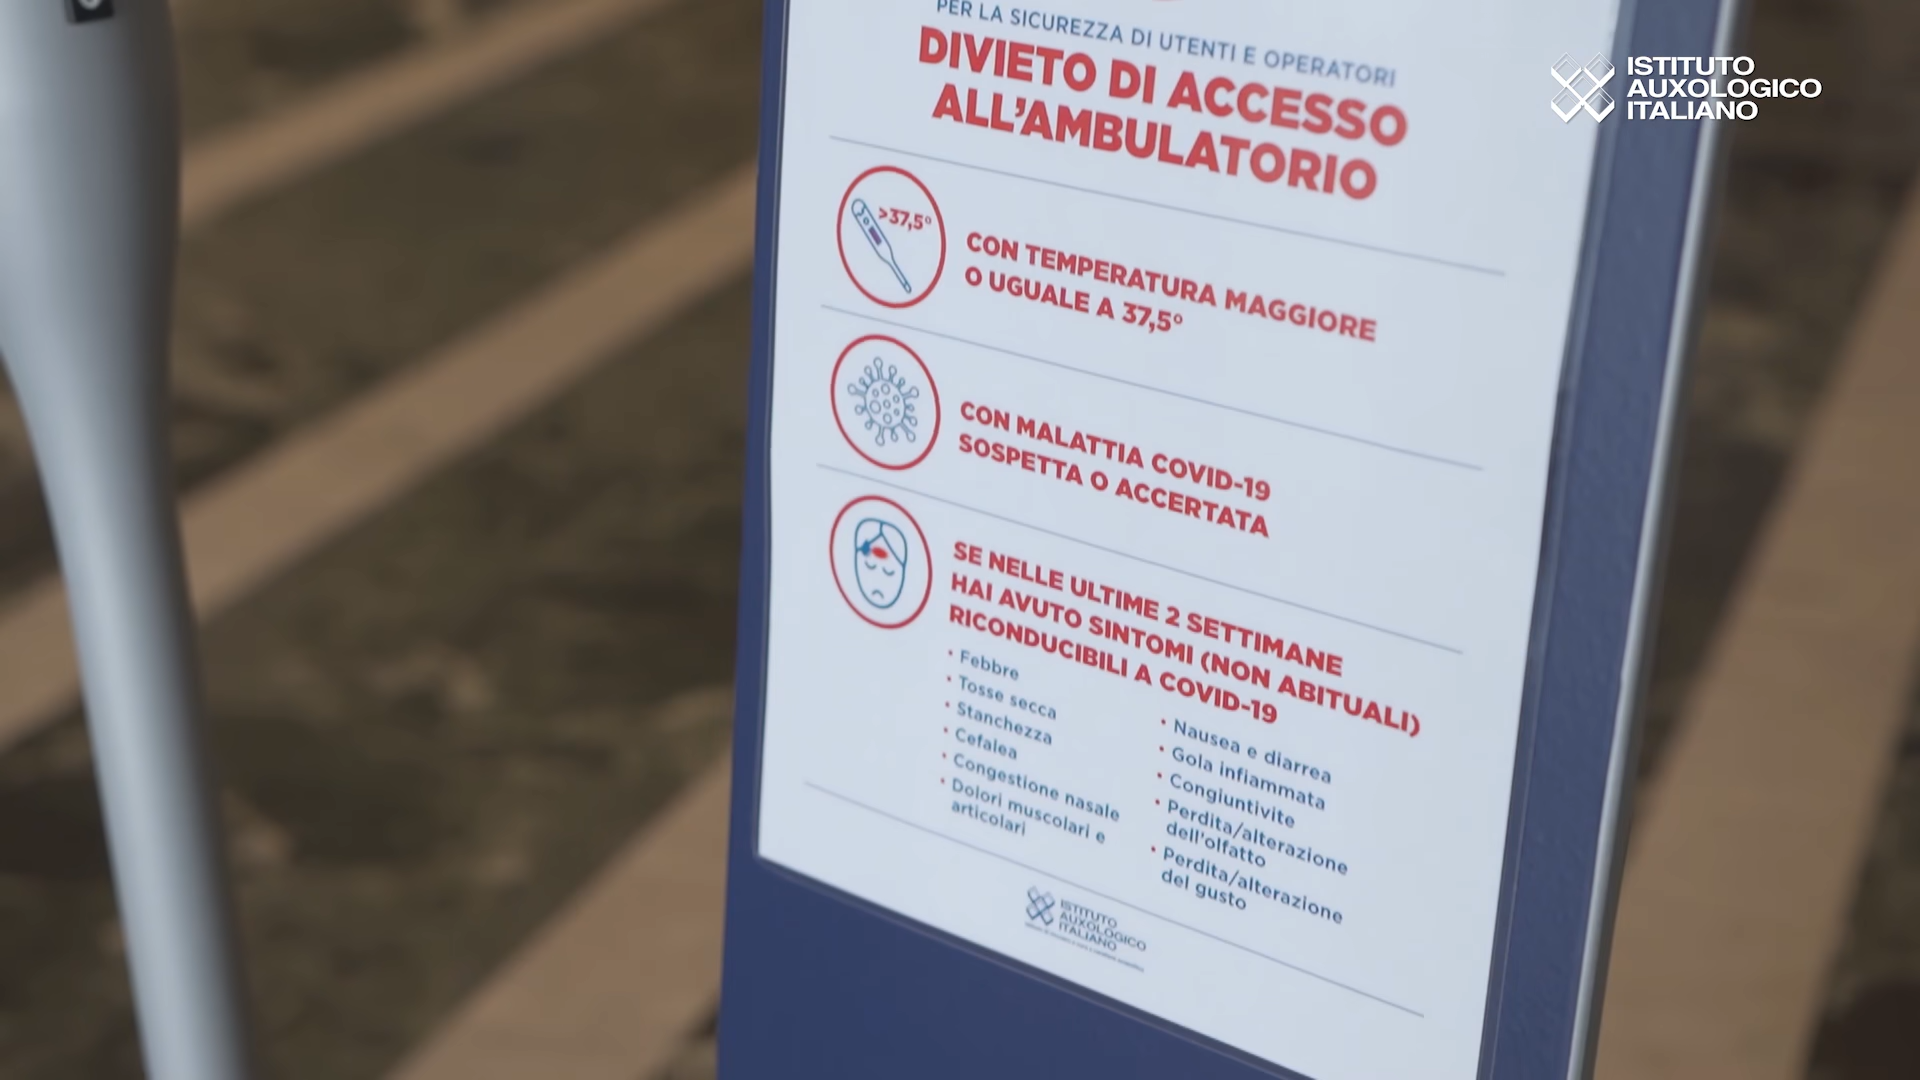 PER LA SICUREZZA DI UTENTI E OPERATORI
DIVIETO DI ACCESSO
ALL'AMBULATORIO
>37,5°
CON TEMPERATURA MAGGIORE
O UGUALE A 37,5°
CON MALATTIA COVID-19
SOSPETTA O ACCERTATA
SE NELLE ULTIME 2 SETTIMANE
HAI AVUTO SINTOMI (NON ABITUALI)
RICONDUCIBILI A COVID-19
• Febbre
• Tosse secca
• Stanchezza
• Cefalea
• Congestione nasale
• Dolori muscolari e
articolari
• Nausea e diarrea
• Gola infiammata
• Congiuntivite
• Perdita/alterazione
dell'olfatto
• Perdita/alterazione
del gusto
ISTITUTO
AUXOLOGICO
ITALIANO
ISTITUTO
AUXOLOGICO
ITALIANO